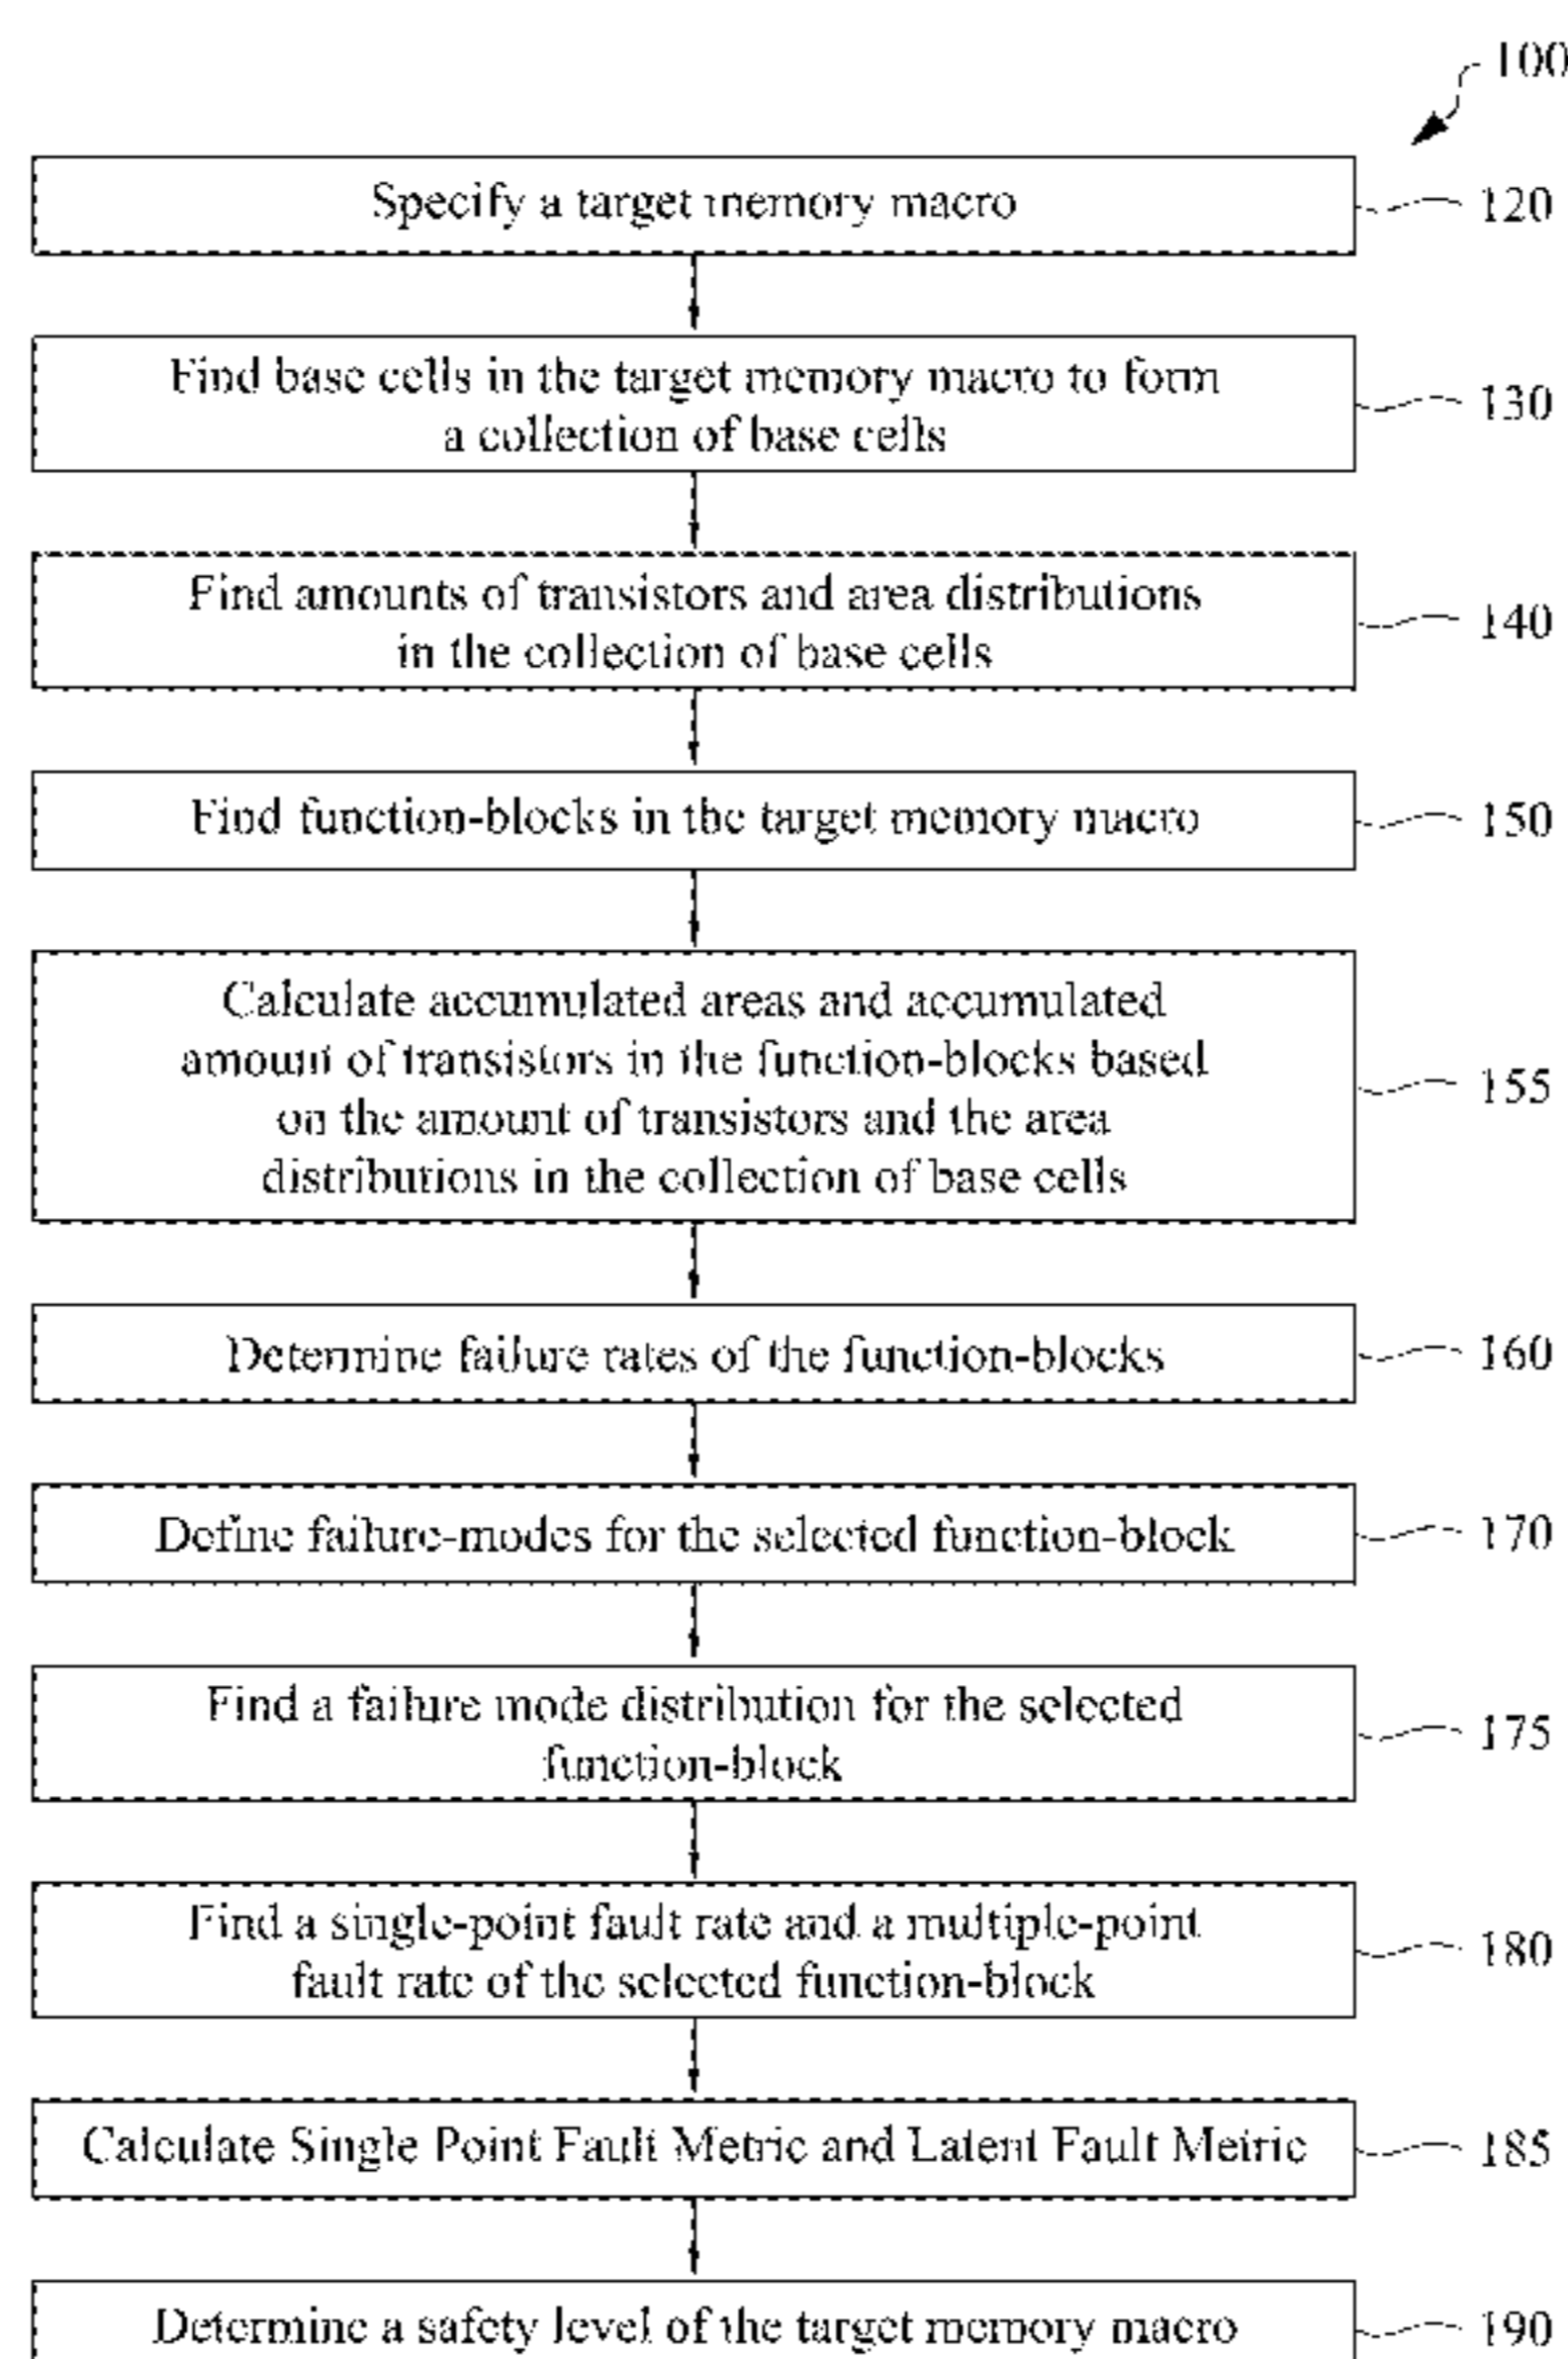 100
Specify a target memory macro
120
Find base cells in the target memory macro to form
a collection of base cells
130
Find amounts of transistors and area distributions
in the collection of base cells
140
Find function-blocks in the target memory macro
150
Calculate accumulated areas and accumulated
amount of transistors in the function-blocks based
on the amount of transistors and the area
distributions in the collection of base cells
155
Determine failure rates of the function-blocks
160
Define failure-modes for the selected function-block
170
Find a failure mode distribution for the selected
function-block
175
Find a single-point fault rate and a multiple-point
fault rate of the selected function-block
180
Calculate Single Point Fault Metric and Latent Fault Metric
185
Determine a safety level of the target memory macro
190